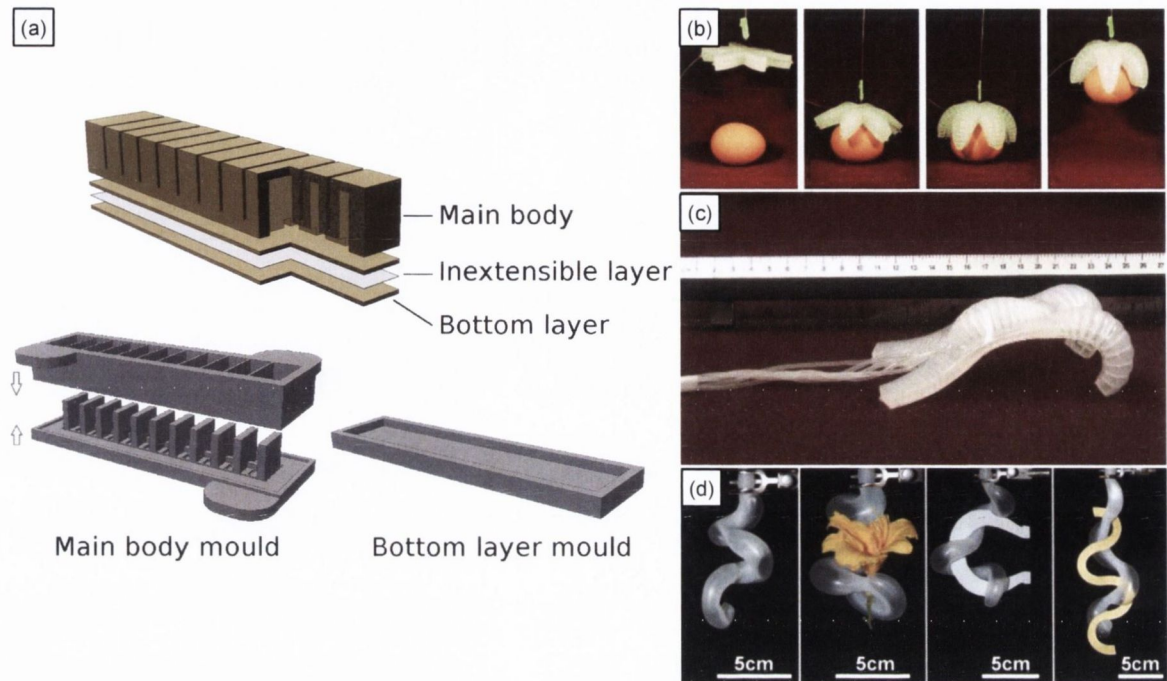 (a)
Main body
Inextensible layer
Bottom layer
Main body mould
Bottom layer mould
(b)
(c)
(d)
5cm
5cm
5cm
5cm